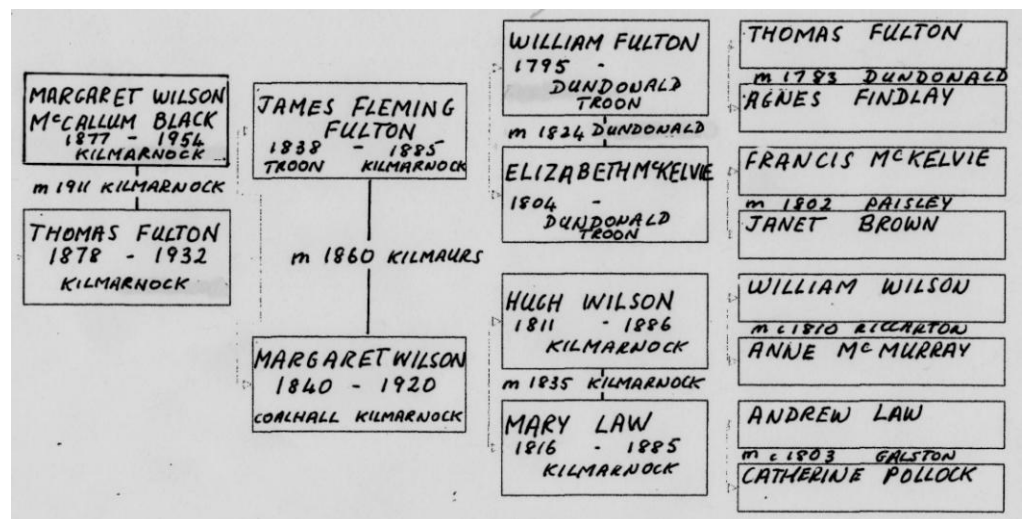 MARGARET WILSON
McCALLUM BLACK
1877 - 1954
KILMARNOCK
m 1911 KILMARNOCK
THOMAS FULTON
1878 - 1932
KILMARNOCK
JAMES FLEMING
FULTON
1838 - 1885
TROON KILMARNOCK
m 1860 KILMAURS
MARGARET WILSON
1840 - 1920
COALHALL KILMARNOCK
WILLIAM FULTON
1795 -
DUNDONALD
TROON
m 1824 DUNDONALD
ELIZABETH McKELVIE
1804 -
DUNDONALD
TROON
HUGH WILSON
1811 - 1886
KILMARNOCK
m 1835 KILMARNOCK
MARY LAW
1816 - 1885
KILMARNOCK
THOMAS FULTON
m 1783 DUNDONALD
AGNES FINDLAY
FRANCIS McKELVIE
m 1802 PAISLEY
JANET BROWN
WILLIAM WILSON
m c1810 RICCARTON
ANNE McMURRAY
ANDREW LAW
m c1803 GALSTON
CATHERINE POLLOCK